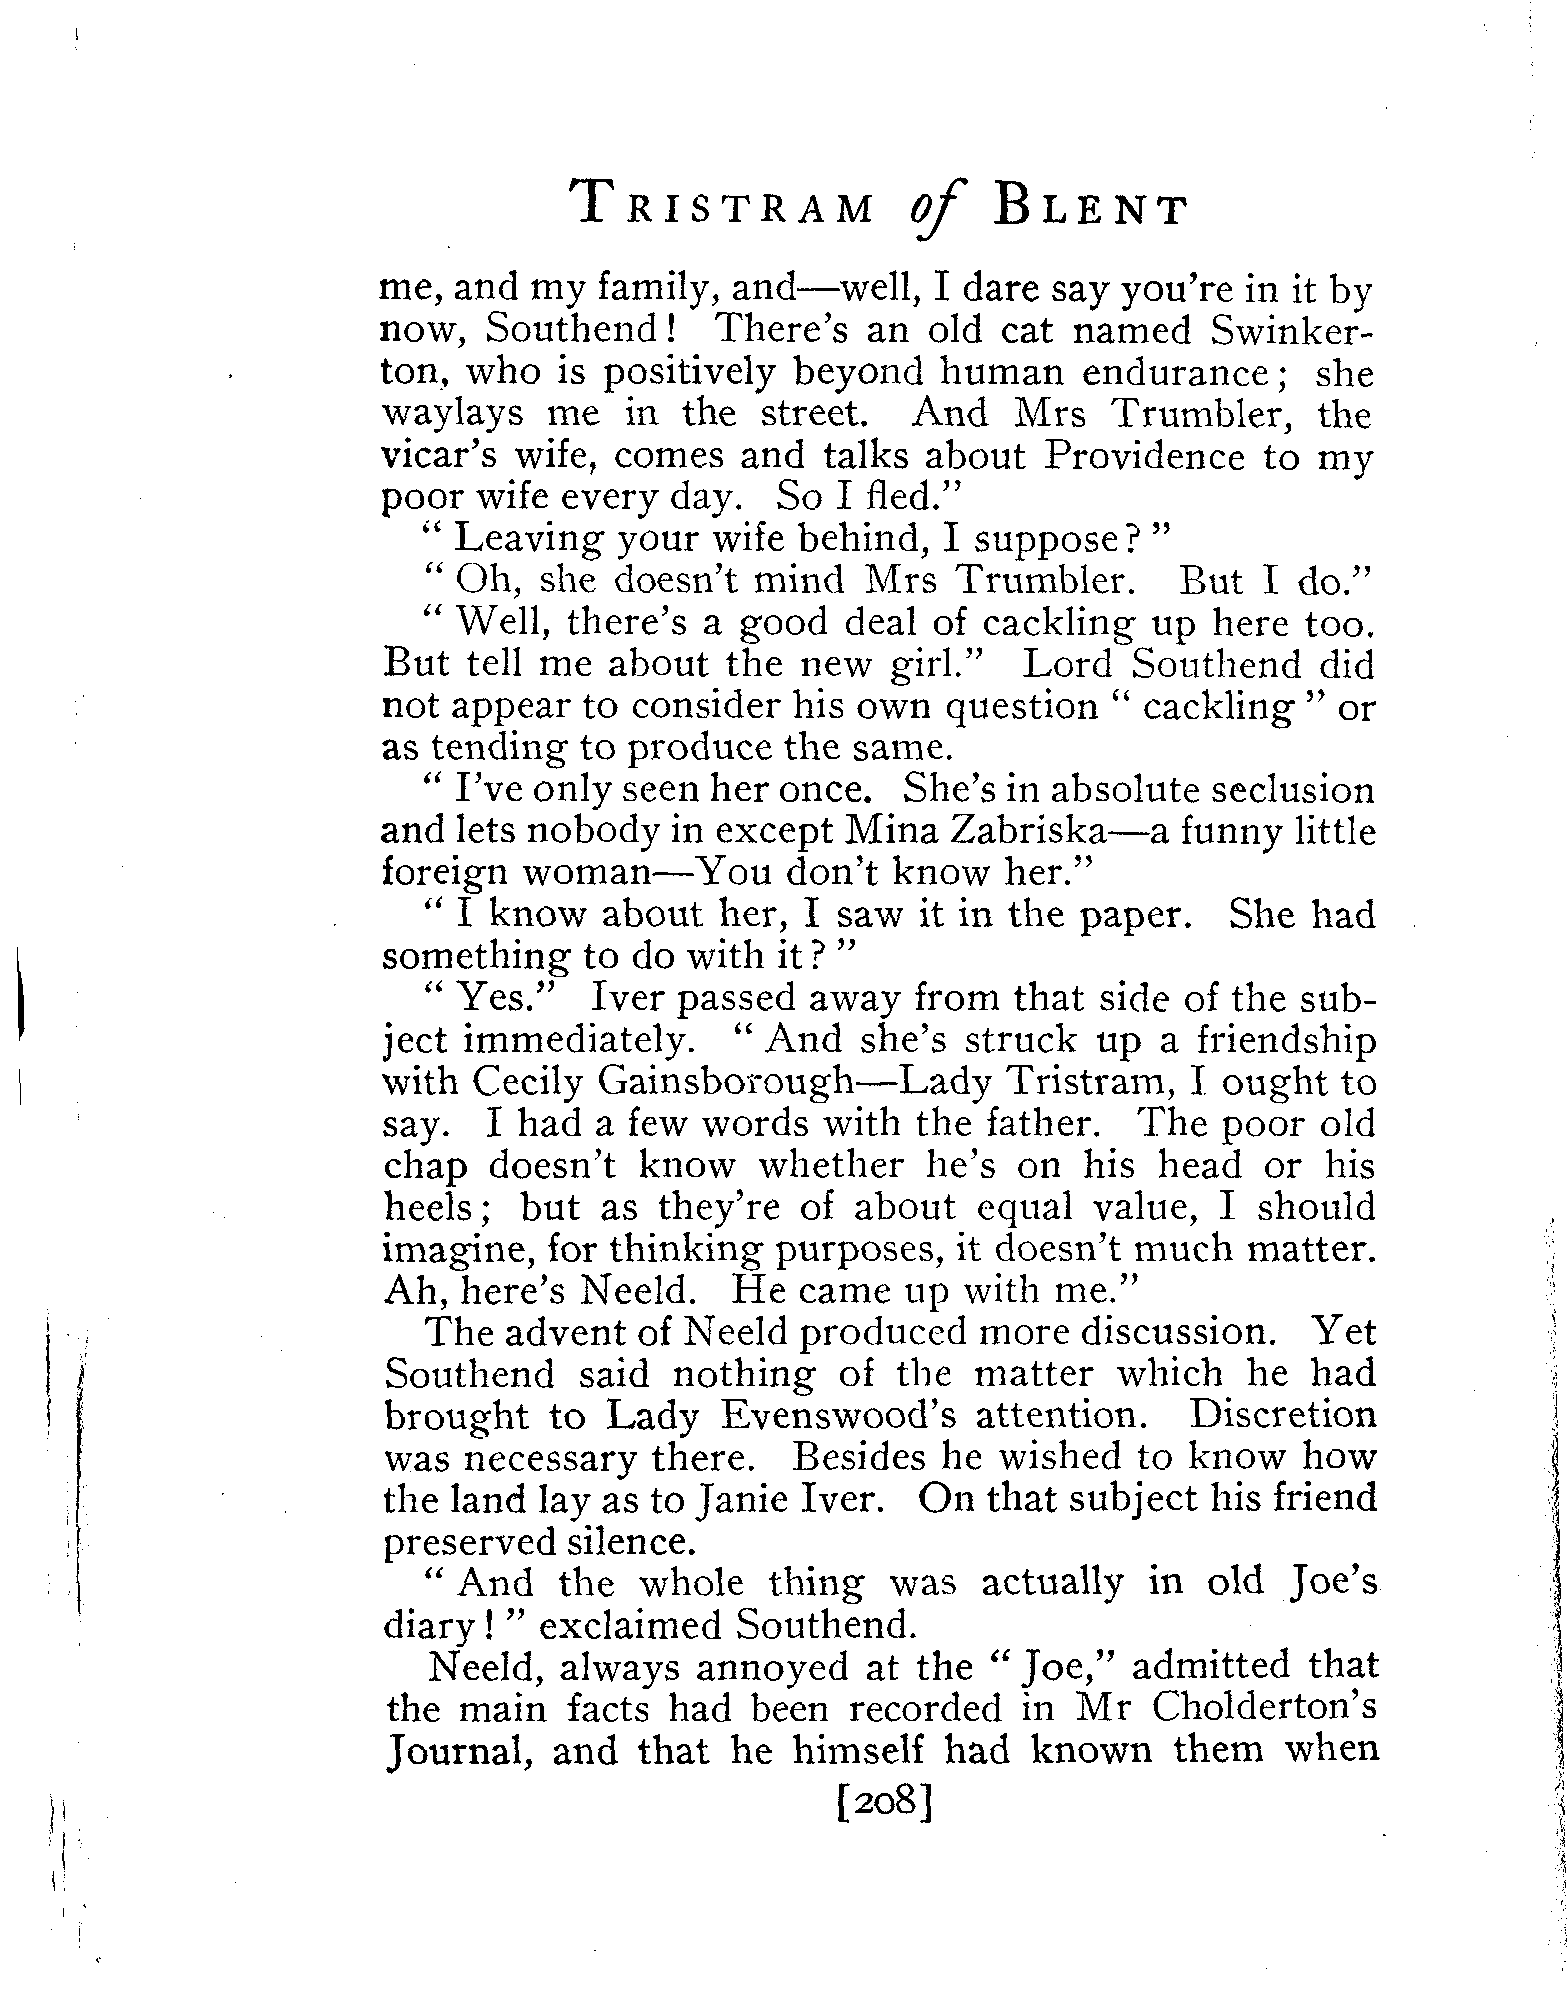 TRISTRAM of BLENT
me, and my family, and—well, I dare say you're in it by
now, Southend! There's an old cat named Swinker-
ton, who is positively beyond human endurance; she
waylays me in the street. And Mrs Trumbler, the
vicar's wife, comes and talks about Providence to my
poor wife every day. So I fled."
" Leaving your wife behind, I suppose? "
" Oh, she doesn't mind Mrs Trumbler. But I do."
" Well, there's a good deal of cackling up here too.
But tell me about the new girl." Lord Southend did
not appear to consider his own question " cackling " or
as tending to produce the same.
" I've only seen her once. She's in absolute seclusion
and lets nobody in except Mina Zabriska—a funny little
foreign woman—You don't know her."
" I know about her, I saw it in the paper. She had
something to do with it? "
" Yes." Iver passed away from that side of the sub-
ject immediately. " And she's struck up a friendship
with Cecily Gainsborough—Lady Tristram, I ought to
say. I had a few words with the father. The poor old
chap doesn't know whether he's on his head or his
heels; but as they're of about equal value, I should
imagine, for thinking purposes, it doesn't much matter.
Ah, here's Neeld. He came up with me."
The advent of Neeld produced more discussion. Yet
Southend said nothing of the matter which he had
brought to Lady Evenswood's attention. Discretion
was necessary there. Besides he wished to know how
the land lay as to Janie Iver. On that subject his friend
preserved silence.
" And the whole thing was actually in old Joe's
diary! " exclaimed Southend.
Neeld, always annoyed at the " Joe," admitted that
the main facts had been recorded in Mr Cholderton's
Journal, and that he himself had known them when
[208]